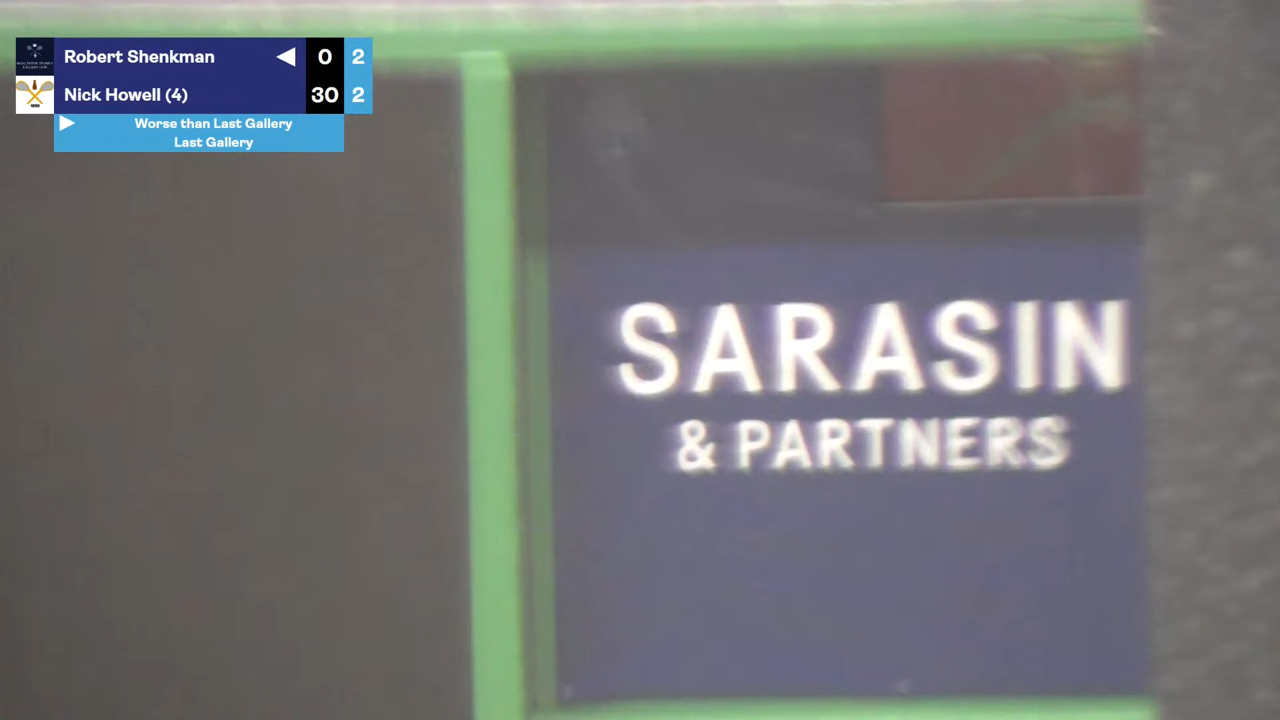 Robert Shenkman 0 2
Nick Howell (4) 30 2
Worse than Last Gallery
Last Gallery
SARASIN
& PARTNERS